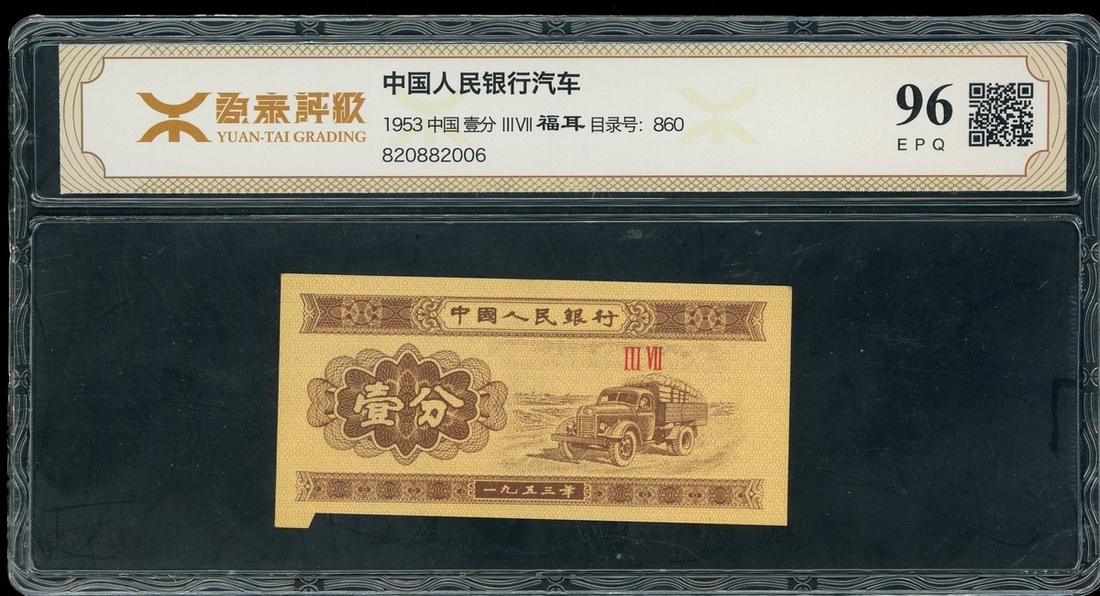 源泰評級
YUAN-TAI GRADING
中国人民银行汽车
1953 中国 壹分 III VII 福耳 目录号: 860
820882006
96
EPQ
中國人民銀行
III VII
壹分
一九五三年